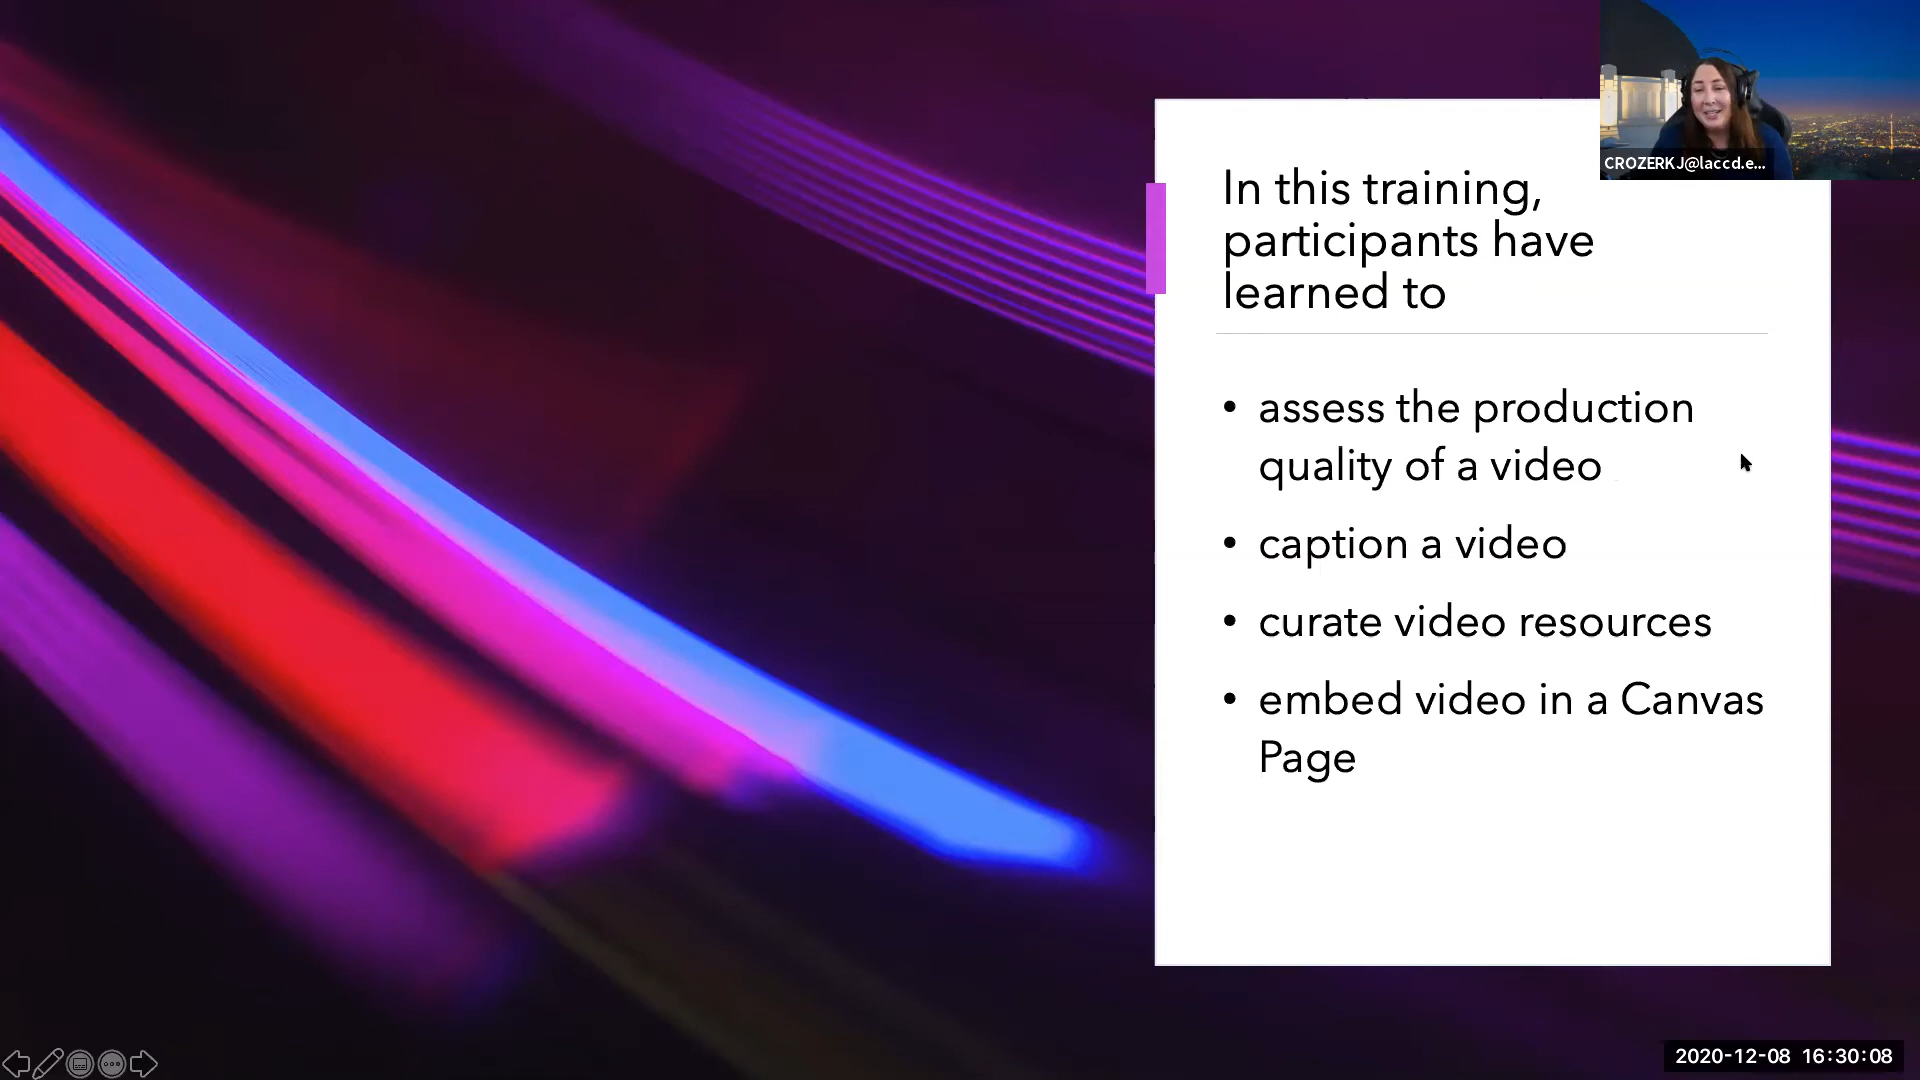 CROZERKJ@laccd.e...
In this training,
participants have
learned to
• assess the production
quality of a video
• caption a video
• curate video resources
• embed video in a Canvas
Page
2020-12-08 16:30:08